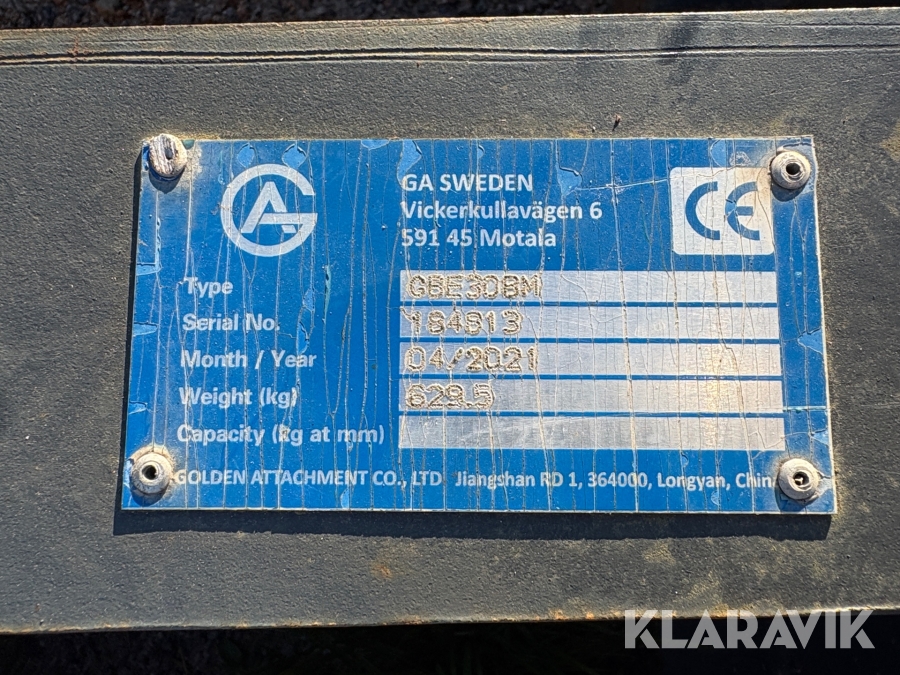 KLARAVIK
GA SWEDEN
Vickerkullavägen 6
591 45 Motala
CE
Type GBE30BM
Serial No. 184813
Month / Year 04/2021
Weight (kg) 629.5
Capacity (kg at mm)
GOLDEN ATTACHMENT CO., LTD Jiangshan RD 1, 364000, Longyan, Chin